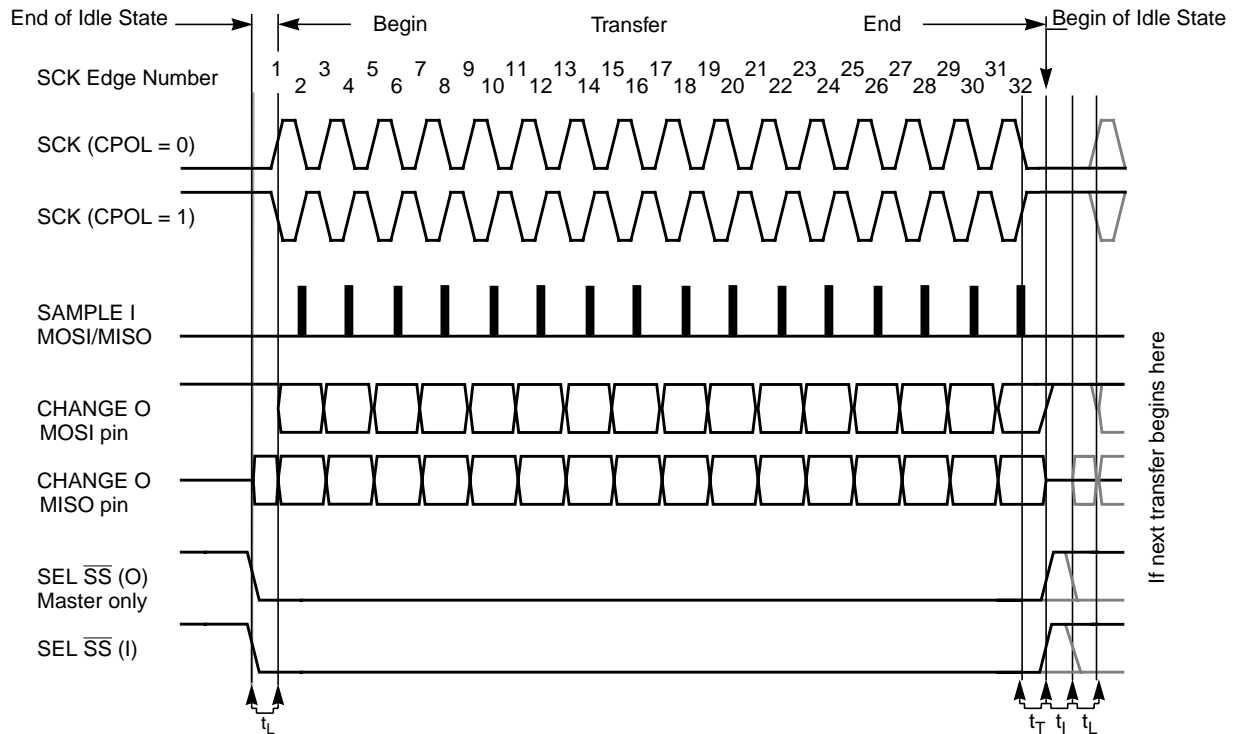 End of Idle State
Begin
Transfer
End
Begin of Idle State
SCK Edge Number
1 3 5 7 9 11 13 15 17 19 21 23 25 27 29 31
2 4 6 8 10 12 14 16 18 20 22 24 26 28 30 32
SCK (CPOL = 0)
SCK (CPOL = 1)
SAMPLE I
MOSI/MISO
CHANGE O
MOSI pin
CHANGE O
MISO pin
SEL S̅S̅ (O)
Master only
SEL S̅S̅ (I)
If next transfer begins here
tL
tT tI tL